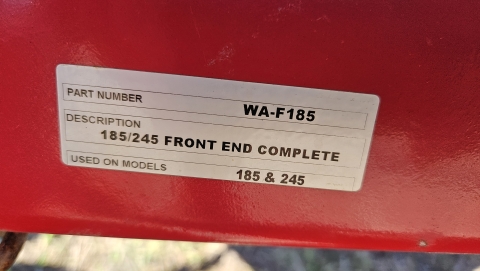 PART NUMBER WA-F185
DESCRIPTION
185/245 FRONT END COMPLETE
USED ON MODELS 185 & 245